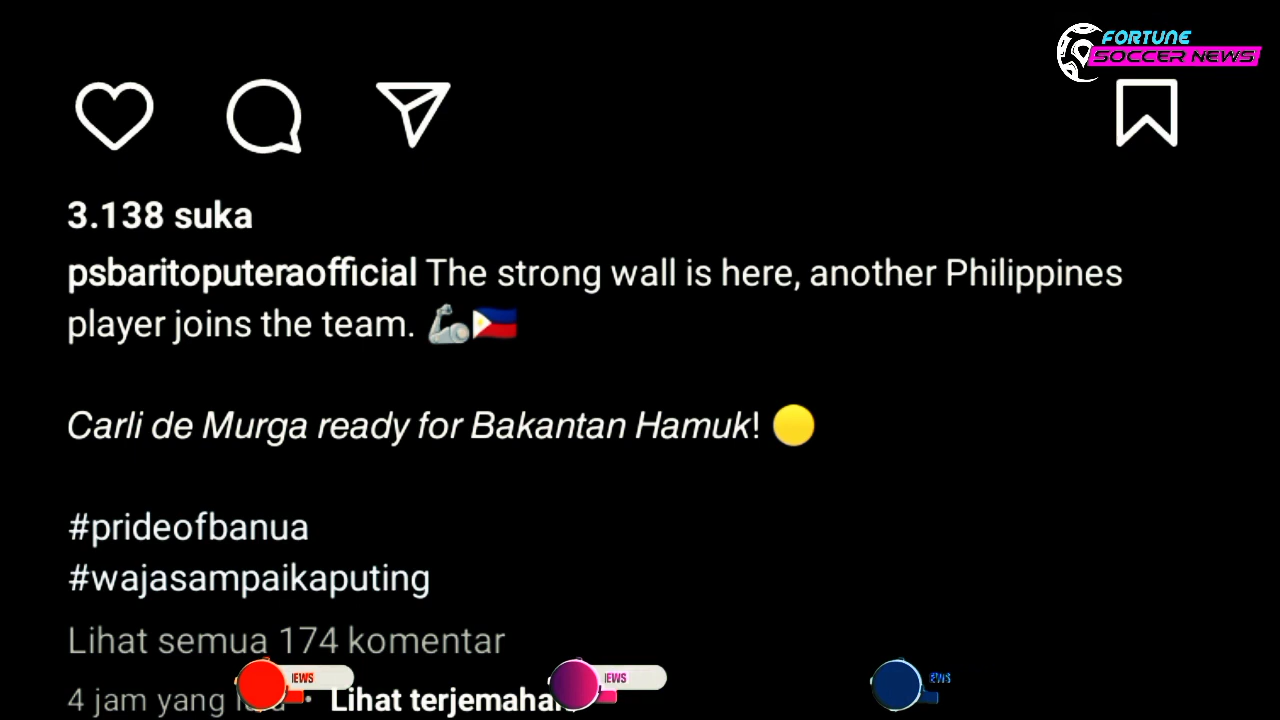 FORTUNE
SOCCER NEWS
3.138 suka
psbaritoputeraofficial The strong wall is here, another Philippines
player joins the team. 🦾🇵🇭
Carli de Murga ready for Bakantan Hamuk! 🟡
#prideofbanua
#wajasampaikaputing
Lihat semua 174 komentar
4 jam yang • Lihat terjemahan